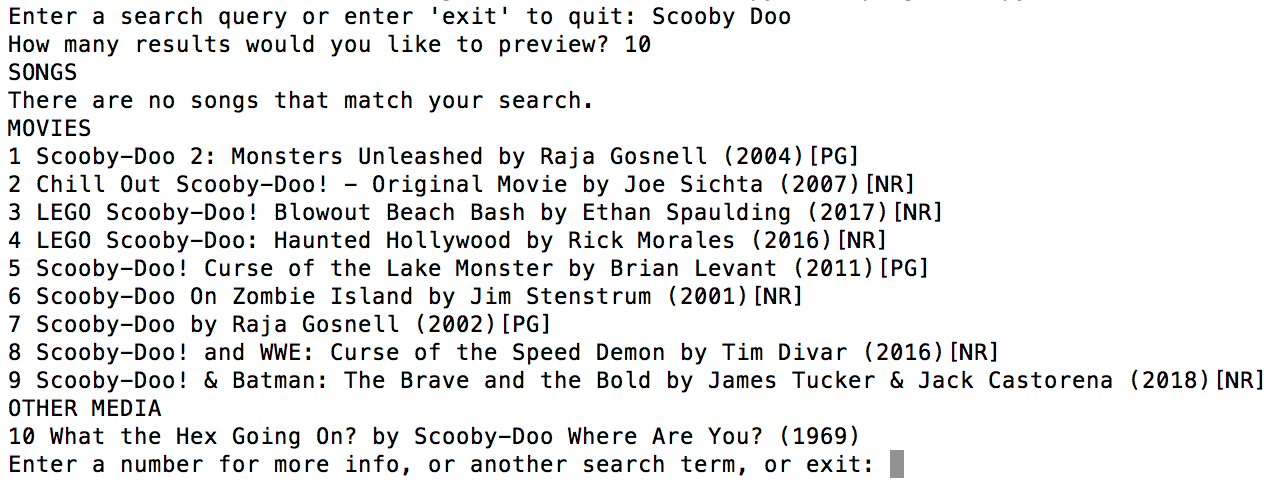 Enter a search query or enter 'exit' to quit: Scooby Doo
How many results would you like to preview? 10
SONGS
There are no songs that match your search.
MOVIES
1 Scooby-Doo 2: Monsters Unleashed by Raja Gosnell (2004)[PG]
2 Chill Out Scooby-Doo! - Original Movie by Joe Sichta (2007)[NR]
3 LEGO Scooby-Doo! Blowout Beach Bash by Ethan Spaulding (2017)[NR]
4 LEGO Scooby-Doo: Haunted Hollywood by Rick Morales (2016)[NR]
5 Scooby-Doo! Curse of the Lake Monster by Brian Levant (2011)[PG]
6 Scooby-Doo On Zombie Island by Jim Stenstrum (2001)[NR]
7 Scooby-Doo by Raja Gosnell (2002)[PG]
8 Scooby-Doo! and WWE: Curse of the Speed Demon by Tim Divar (2016)[NR]
9 Scooby-Doo! & Batman: The Brave and the Bold by James Tucker & Jack Castorena (2018)[NR]
OTHER MEDIA
10 What the Hex Going On? by Scooby-Doo Where Are You? (1969)
Enter a number for more info, or another search term, or exit: